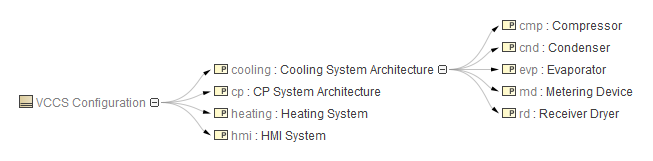 VCCS Configuration
P cooling : Cooling System Architecture
P cp : CP System Architecture
P heating : Heating System
P hmi : HMI System
P cmp : Compressor
P cnd : Condenser
P evp : Evaporator
P md : Metering Device
P rd : Receiver Dryer